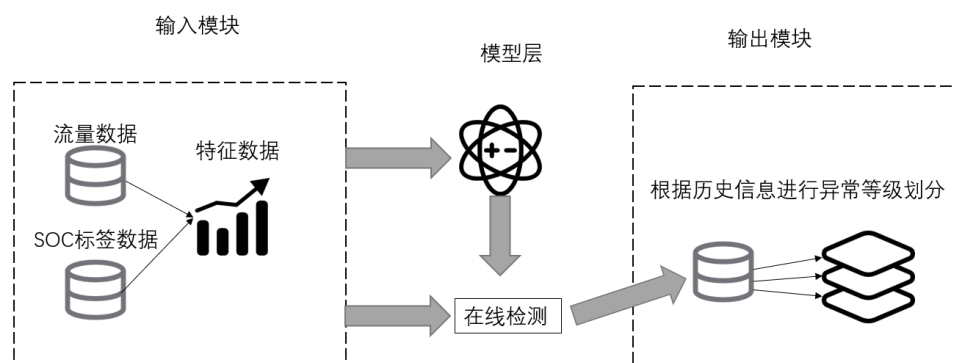 输入模块
模型层
输出模块
流量数据
特征数据
SOC标签数据
根据历史信息进行异常等级划分
在线检测